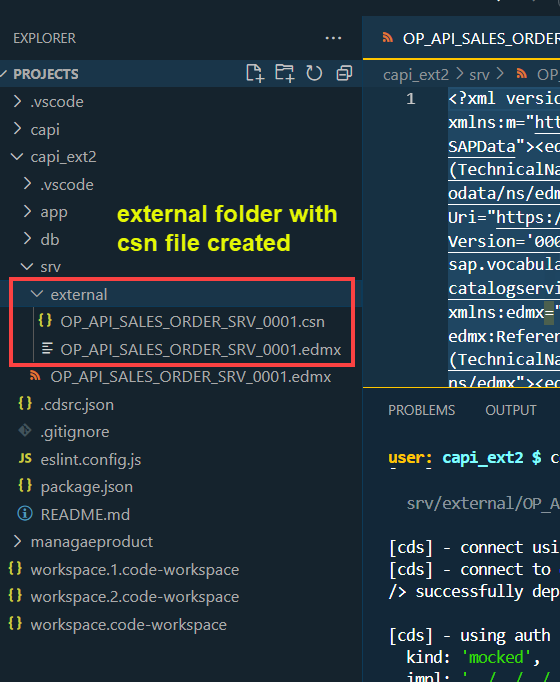 EXPLORER
PROJECTS
.vscode
capi
capi_ext2
.vscode
app
db
external folder with
csn file created
srv
external
OP_API_SALES_ORDER_SRV_0001.csn
OP_API_SALES_ORDER_SRV_0001.edmx
OP_API_SALES_ORDER_SRV_0001.edmx
.cdsrc.json
.gitignore
eslint.config.js
package.json
README.md
managaeproduct
workspace.1.code-workspace
workspace.2.code-workspace
workspace.code-workspace
OP_API_SALES_ORDER
capi_ext2 > srv > OP_
1 <?xml versio
xmlns:m="htt
SAPData"><ed
(TechnicalNa
odata/ns/edm
Uri="https:/
Version='000
sap.vocabula
catalogservi
xmlns:edmx="
edmx:Referen
(TechnicalNa
ns/edmx"><ed
PROBLEMS OUTPUT
user: capi_ext2 $ c
srv/external/OP_A
[cds] - connect usi
[cds] - connect to
/> successfully dep
[cds] - using auth
kind: 'mocked',
impl: '../../../